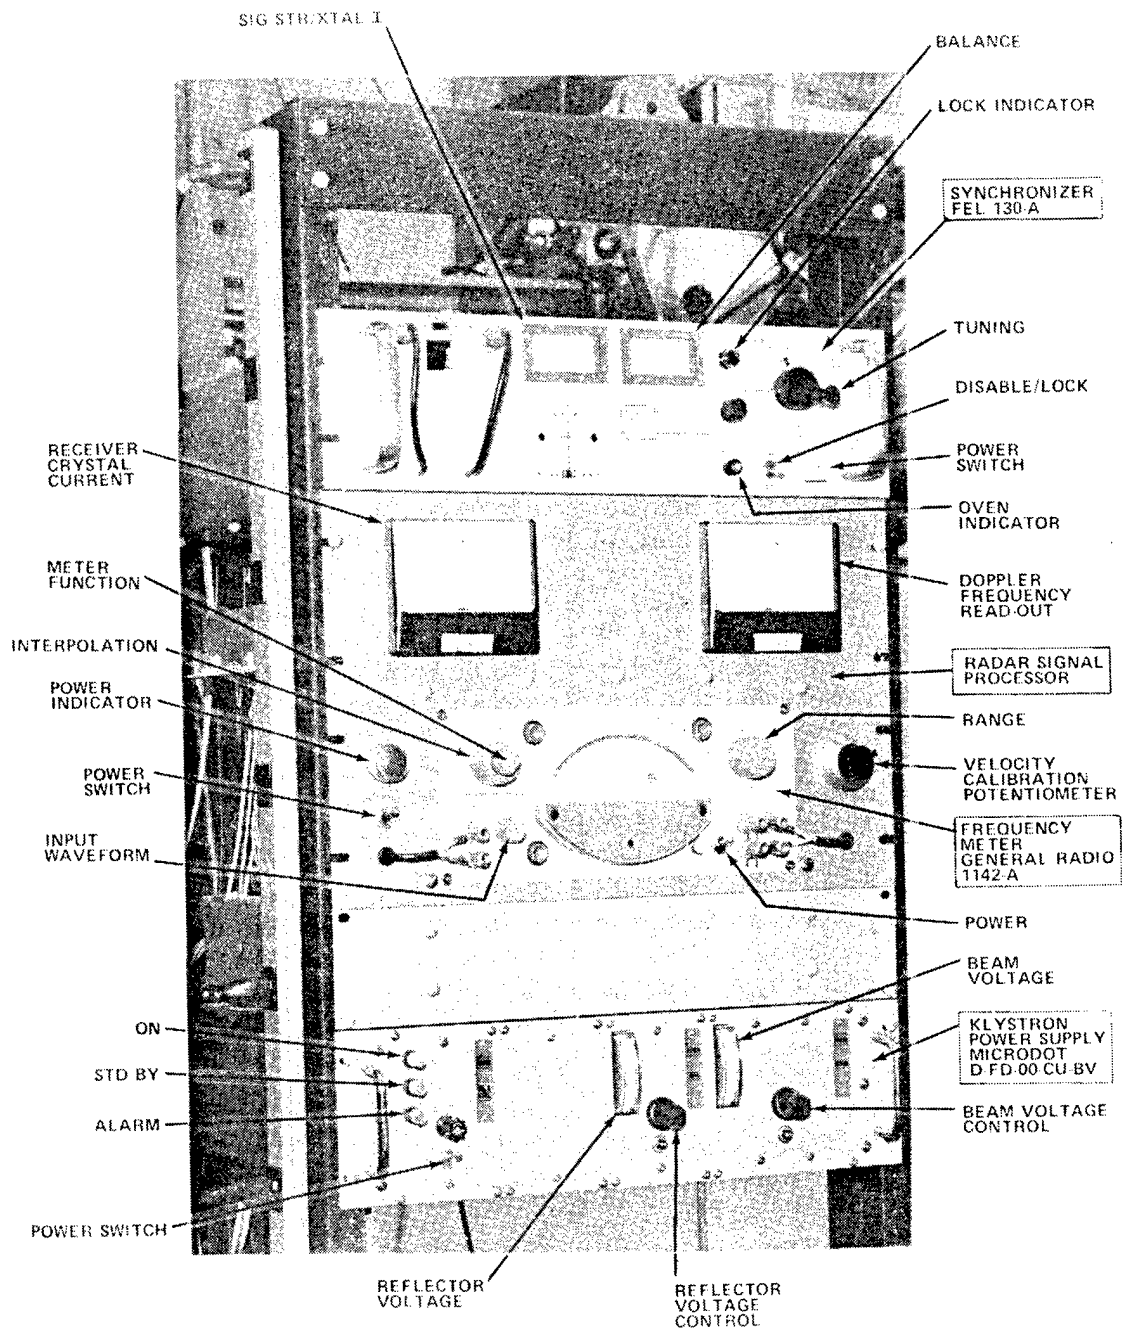 SIG STR/XTAL I
BALANCE
LOCK INDICATOR
SYNCHRONIZER
FEL 130-A
TUNING
DISABLE/LOCK
POWER
SWITCH
OVEN
INDICATOR
DOPPLER
FREQUENCY
READ-OUT
RADAR SIGNAL
PROCESSOR
RANGE
VELOCITY
CALIBRATION
POTENTIOMETER
FREQUENCY
METER
GENERAL RADIO
1142-A
POWER
BEAM
VOLTAGE
KLYSTRON
POWER SUPPLY
MICRODOT
D-FD-00 CU-BV
BEAM VOLTAGE
CONTROL
RECEIVER
CRYSTAL
CURRENT
METER
FUNCTION
INTERPOLATION
POWER
INDICATOR
POWER
SWITCH
INPUT
WAVEFORM
ON
STD BY
ALARM
POWER SWITCH
REFLECTOR
VOLTAGE
REFLECTOR
VOLTAGE
CONTROL